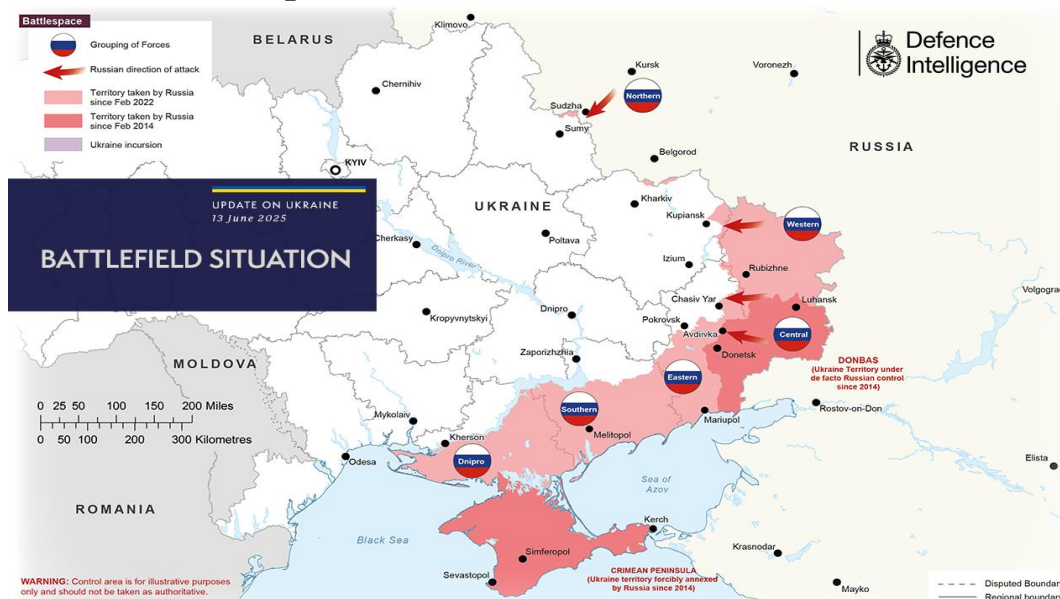 Battlespace
Grouping of Forces
Russian direction of attack
Territory taken by Russia
since Feb 2022
Territory taken by Russia
since Feb 2014
Ukraine incursion
UPDATE ON UKRAINE
13 June 2025
BATTLEFIELD SITUATION
Defence
Intelligence
BELARUS
Klimovo
Chernihiv
Kursk
Voronezh
Northern
Sudzha
Sumy
Belgorod
RUSSIA
KYIV
UKRAINE
Kharkiv
Kupiansk
Western
Cherkasy
Poltava
Dnipro River
Izium
Rubizhne
Chasiv Yar
Luhansk
Volgogra
Kropyvnytskyi
Dnipro
Pokrovsk
Avdiivka
Central
Donetsk
MOLDOVA
Zaporizhzhia
DONBAS
(Ukraine Territory under
de facto Russian control
since 2014)
Eastern
0 25 50 100 150 200 Miles
0 50 100 200 300 Kilometres
Southern
Mykolaiv
Melitopol
Mariupol
Rostov-on-Don
Kherson
Dnipro
Odesa
Elista
Sea of
Azov
ROMANIA
Black Sea
Kerch
Simferopol
Krasnodar
Sevastopol
CRIMEAN PENINSULA
(Ukraine territory forcibly annexed
by Russia since 2014)
Mayko
WARNING: Control area is for illustrative purposes
only and should not be taken as authoritative.
Disputed Boundar
Regional boundar